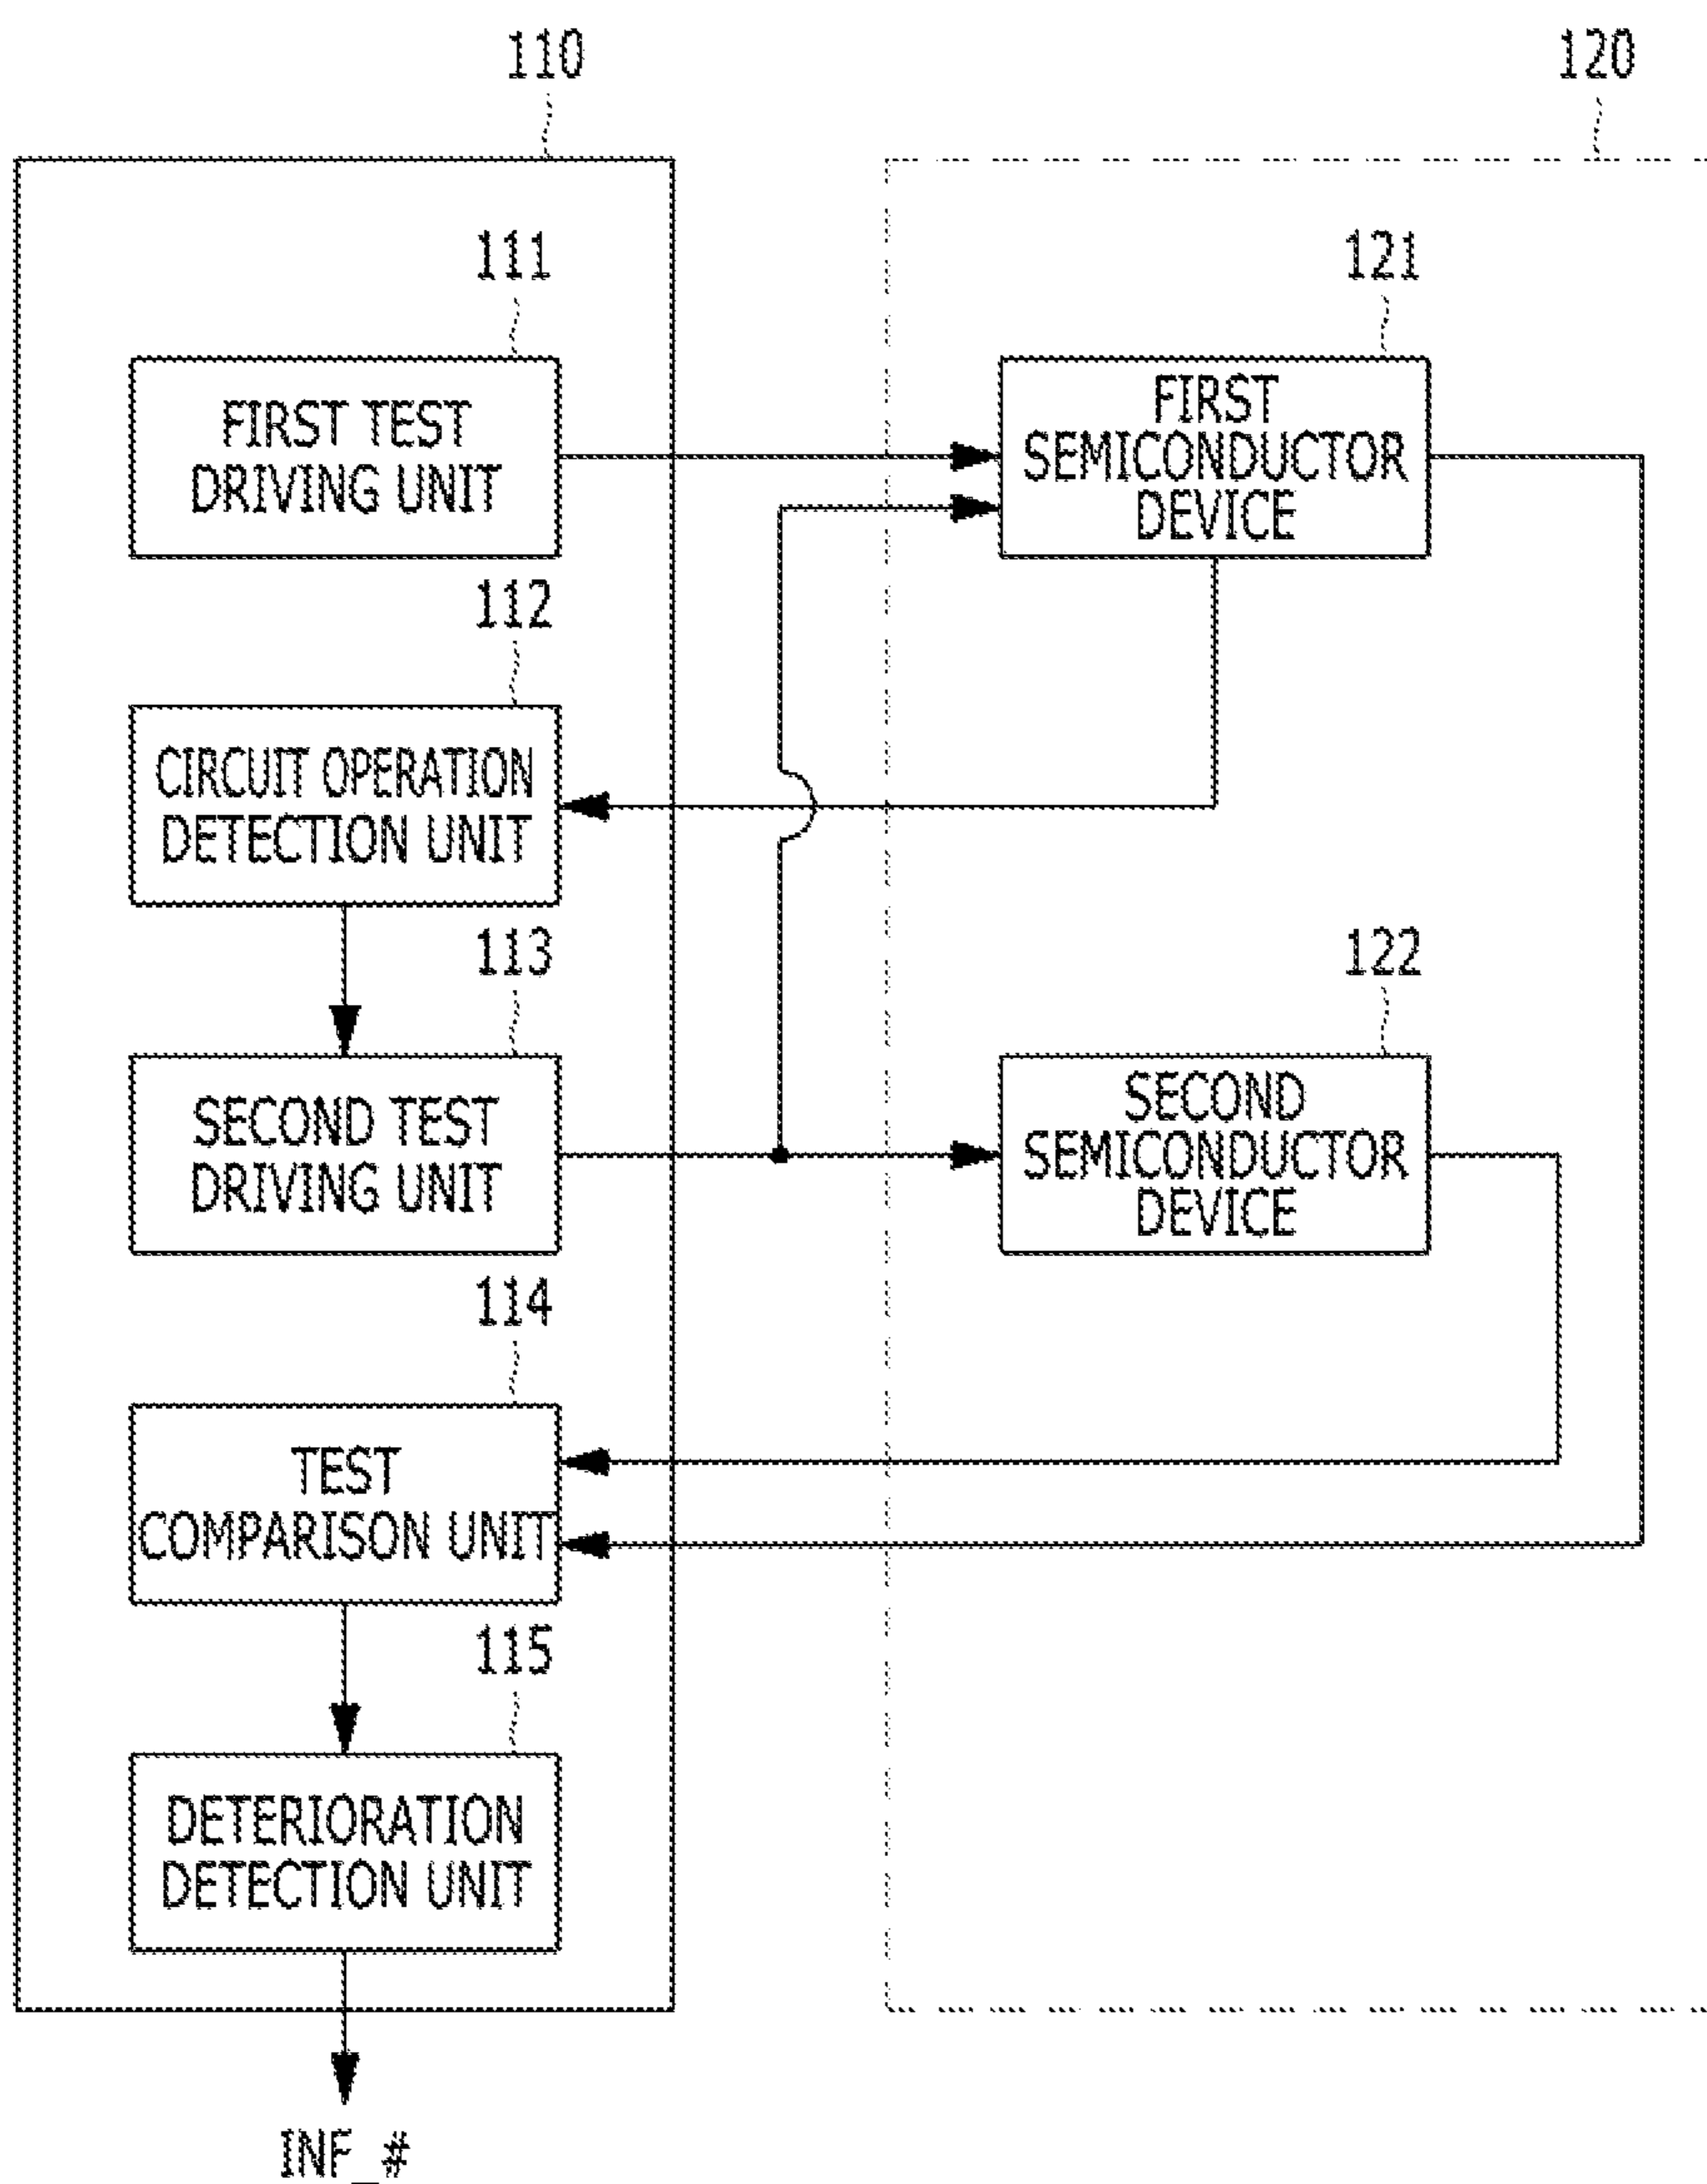 110
120
111
121
FIRST TEST
DRIVING UNIT
FIRST
SEMICONDUCTOR
DEVICE
112
CIRCUIT OPERATION
DETECTION UNIT
113
122
SECOND TEST
DRIVING UNIT
SECOND
SEMICONDUCTOR
DEVICE
114
TEST
COMPARISON UNIT
115
DETERIORATION
DETECTION UNIT
INF_#